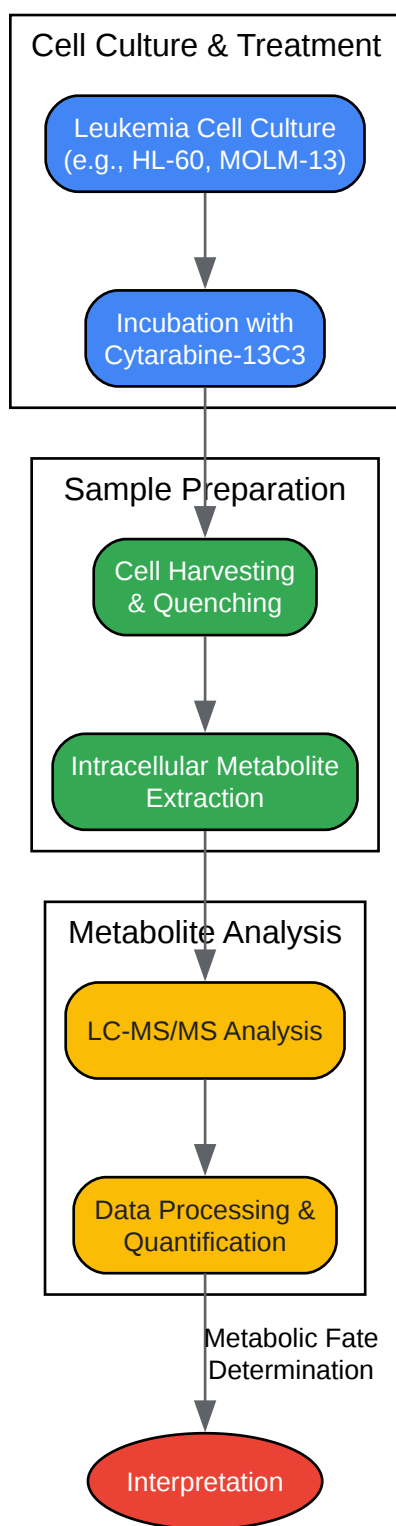 Cell Culture & Treatment
Leukemia Cell Culture
(e.g., HL-60, MOLM-13)
Incubation with
Cytarabine-13C3
Sample Preparation
Cell Harvesting
& Quenching
Intracellular Metabolite
Extraction
Metabolite Analysis
LC-MS/MS Analysis
Data Processing &
Quantification
Metabolic Fate
Determination
Interpretation